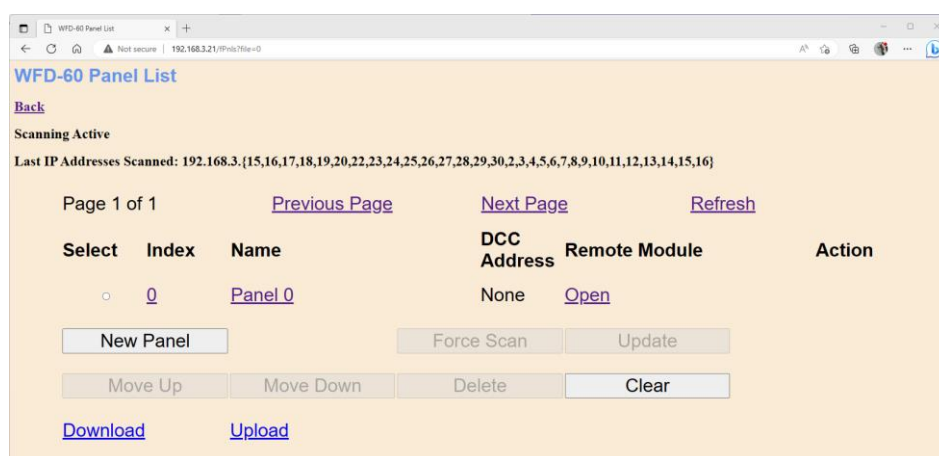 WFD-60 Panel List
Not secure | 192.168.3.21/fPnls?file=0
WFD-60 Panel List
Back
Scanning Active
Last IP Addresses Scanned: 192.168.3.{15,16,17,18,19,20,22,23,24,25,26,27,28,29,30,2,3,4,5,6,7,8,9,10,11,12,13,14,15,16}
Page 1 of 1 Previous Page Next Page Refresh
Select Index Name DCC Address Remote Module Action
0 Panel 0 None Open
New Panel Force Scan Update
Move Up Move Down Delete Clear
Download Upload